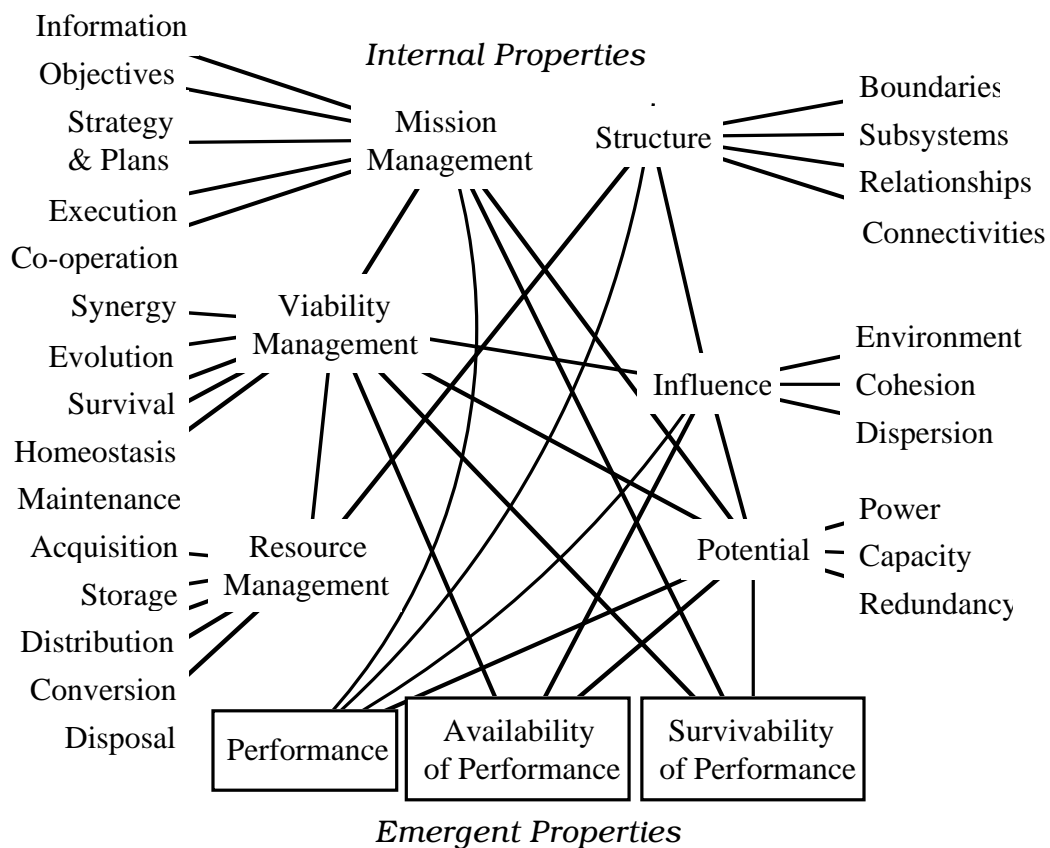 Information
Objectives
Strategy
& Plans
Execution
Co-operation
Synergy
Evolution
Survival
Homeostasis
Maintenance
Acquisition
Storage
Distribution
Conversion
Disposal
Internal Properties
Mission
Management
Structure
Viability
Management
Influence
Resource
Management
Potential
Boundaries
Subsystems
Relationships
Connectivities
Environment
Cohesion
Dispersion
Power
Capacity
Redundancy
Performance
Availability
of Performance
Survivability
of Performance
Emergent Properties